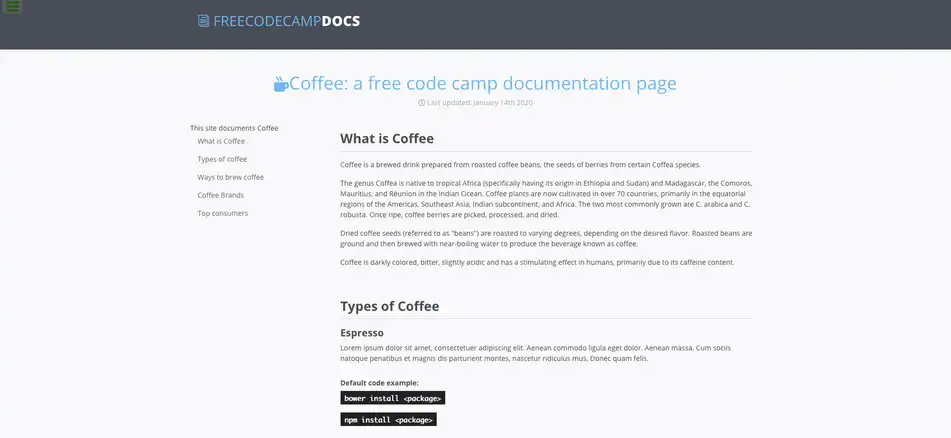 FREECODECAMPDOCS
Coffee: a free code camp documentation page
Last updated: January 14th 2020
This site documents Coffee
What is Coffee
Types of coffee
Ways to brew coffee
Coffee Brands
Top consumers
What is Coffee
Coffee is a brewed drink prepared from roasted coffee beans, the seeds of berries from certain Coffea species.
The genus Coffea is native to tropical Africa (specifically having its origin in Ethiopia and Sudan) and Madagascar, the Comoros,
Mauritius, and Réunion in the Indian Ocean. Coffee plants are now cultivated in over 70 countries, primarily in the equatorial
regions of the Americas, Southeast Asia, Indian subcontinent, and Africa. The two most commonly grown are C. arabica and C.
robusta. Once ripe, coffee berries are picked, processed, and dried.
Dried coffee seeds (referred to as "beans") are roasted to varying degrees, depending on the desired flavor. Roasted beans are
ground and then brewed with near-boiling water to produce the beverage known as coffee.
Coffee is darkly colored, bitter, slightly acidic and has a stimulating effect in humans, primarily due to its caffeine content.
Types of Coffee
Espresso
Lorem ipsum dolor sit amet, consectetuer adipiscing elit. Aenean commodo ligula eget dolor. Aenean massa. Cum sociis
natoque penatibus et magnis dis parturient montes, nascetur ridiculus mus. Donec quam felis.
Default code example:
bower install <package>
npm install <package>